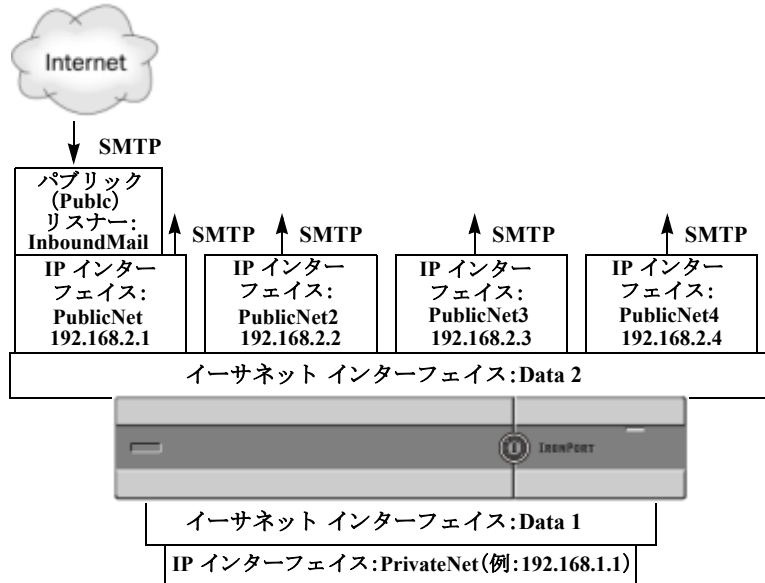 Internet
SMTP
パブリック
(Publc)
リスナー:
InboundMail
SMTP
SMTP
SMTP
SMTP
IP インター
フェイス:
PublicNet
192.168.2.1
IP インター
フェイス:
PublicNet2
192.168.2.2
IP インター
フェイス:
PublicNet3
192.168.2.3
IP インター
フェイス:
PublicNet4
192.168.2.4
イーサネット インターフェイス:Data 2
IRONPORT
イーサネット インターフェイス:Data 1
IP インターフェイス:PrivateNet(例:192.168.1.1)